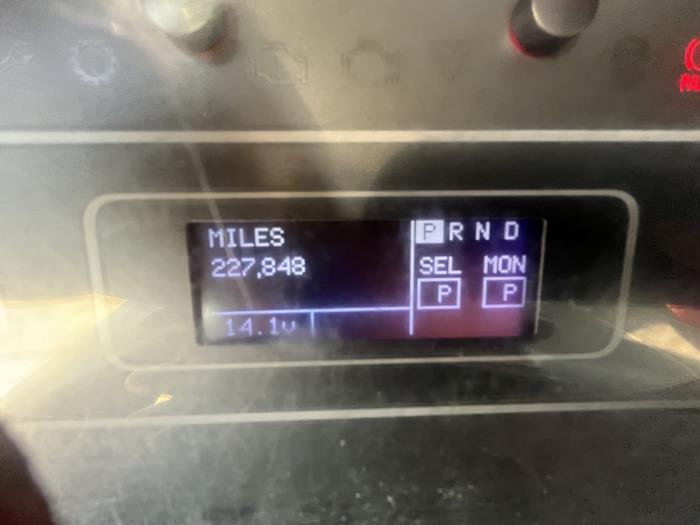 MILES
227,848
14.1v
P R N D
SEL MON
P P